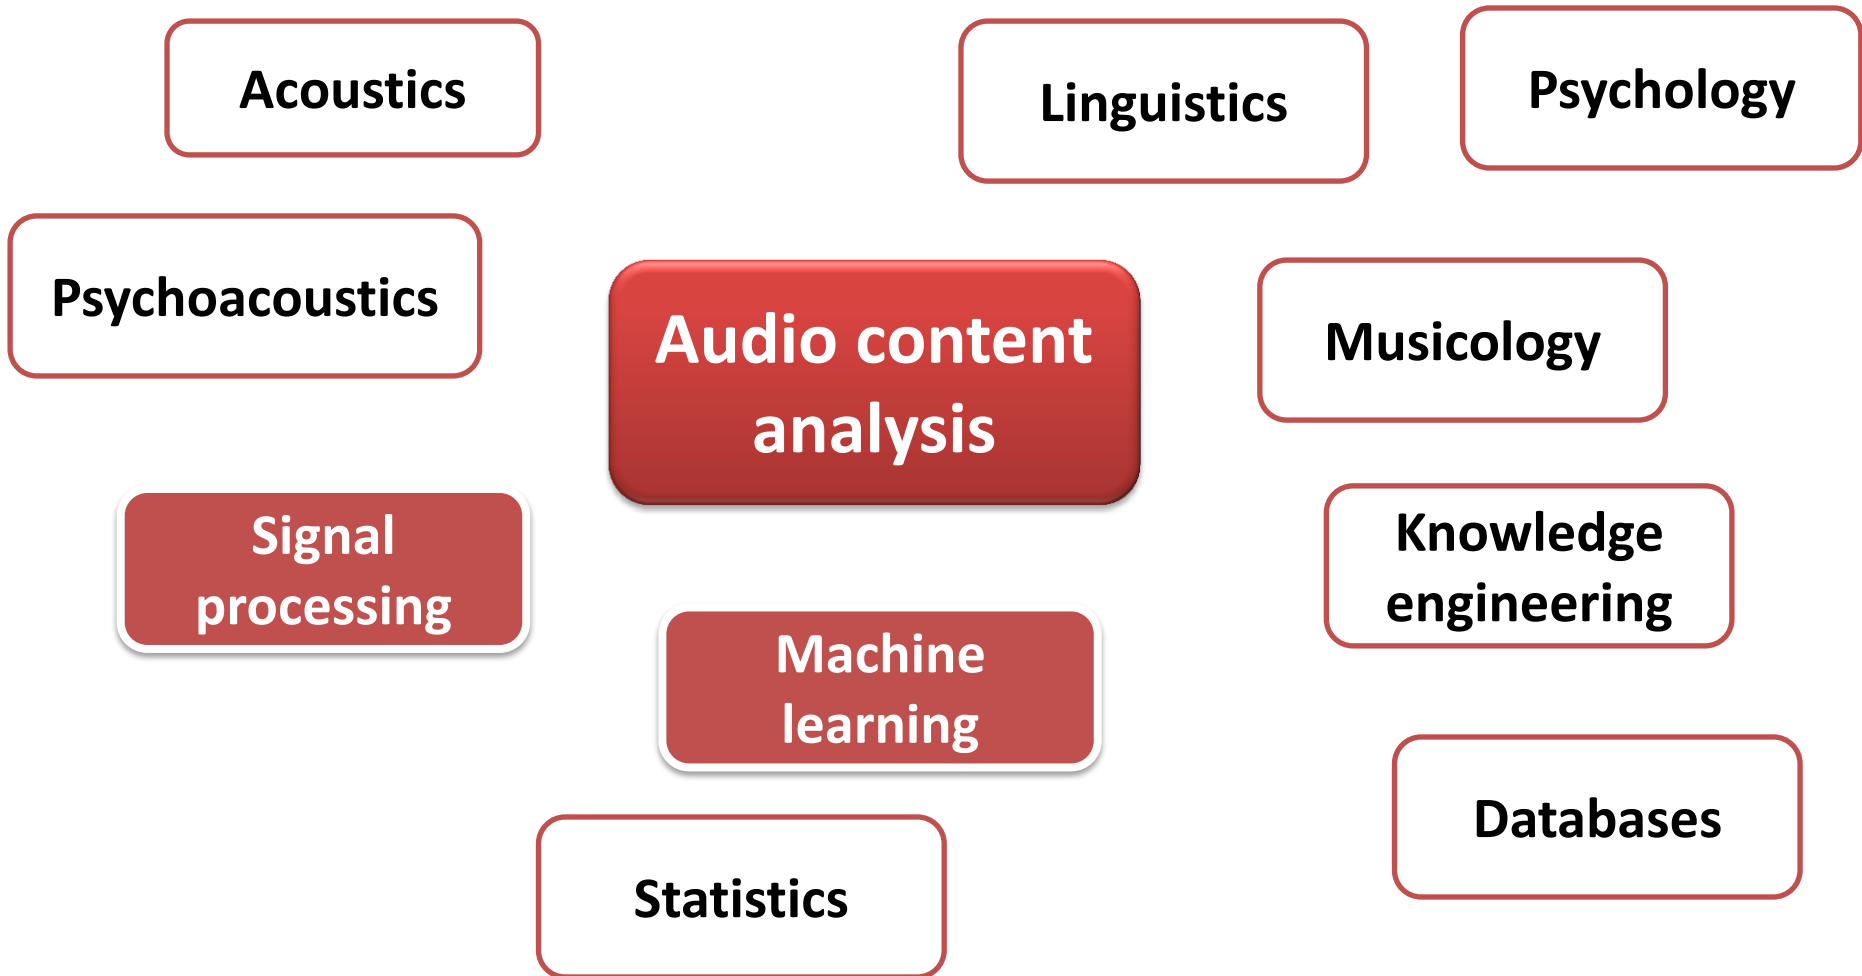 Acoustics
Linguistics
Psychology
Psychoacoustics
Audio content
analysis
Musicology
Signal
processing
Knowledge
engineering
Machine
learning
Databases
Statistics